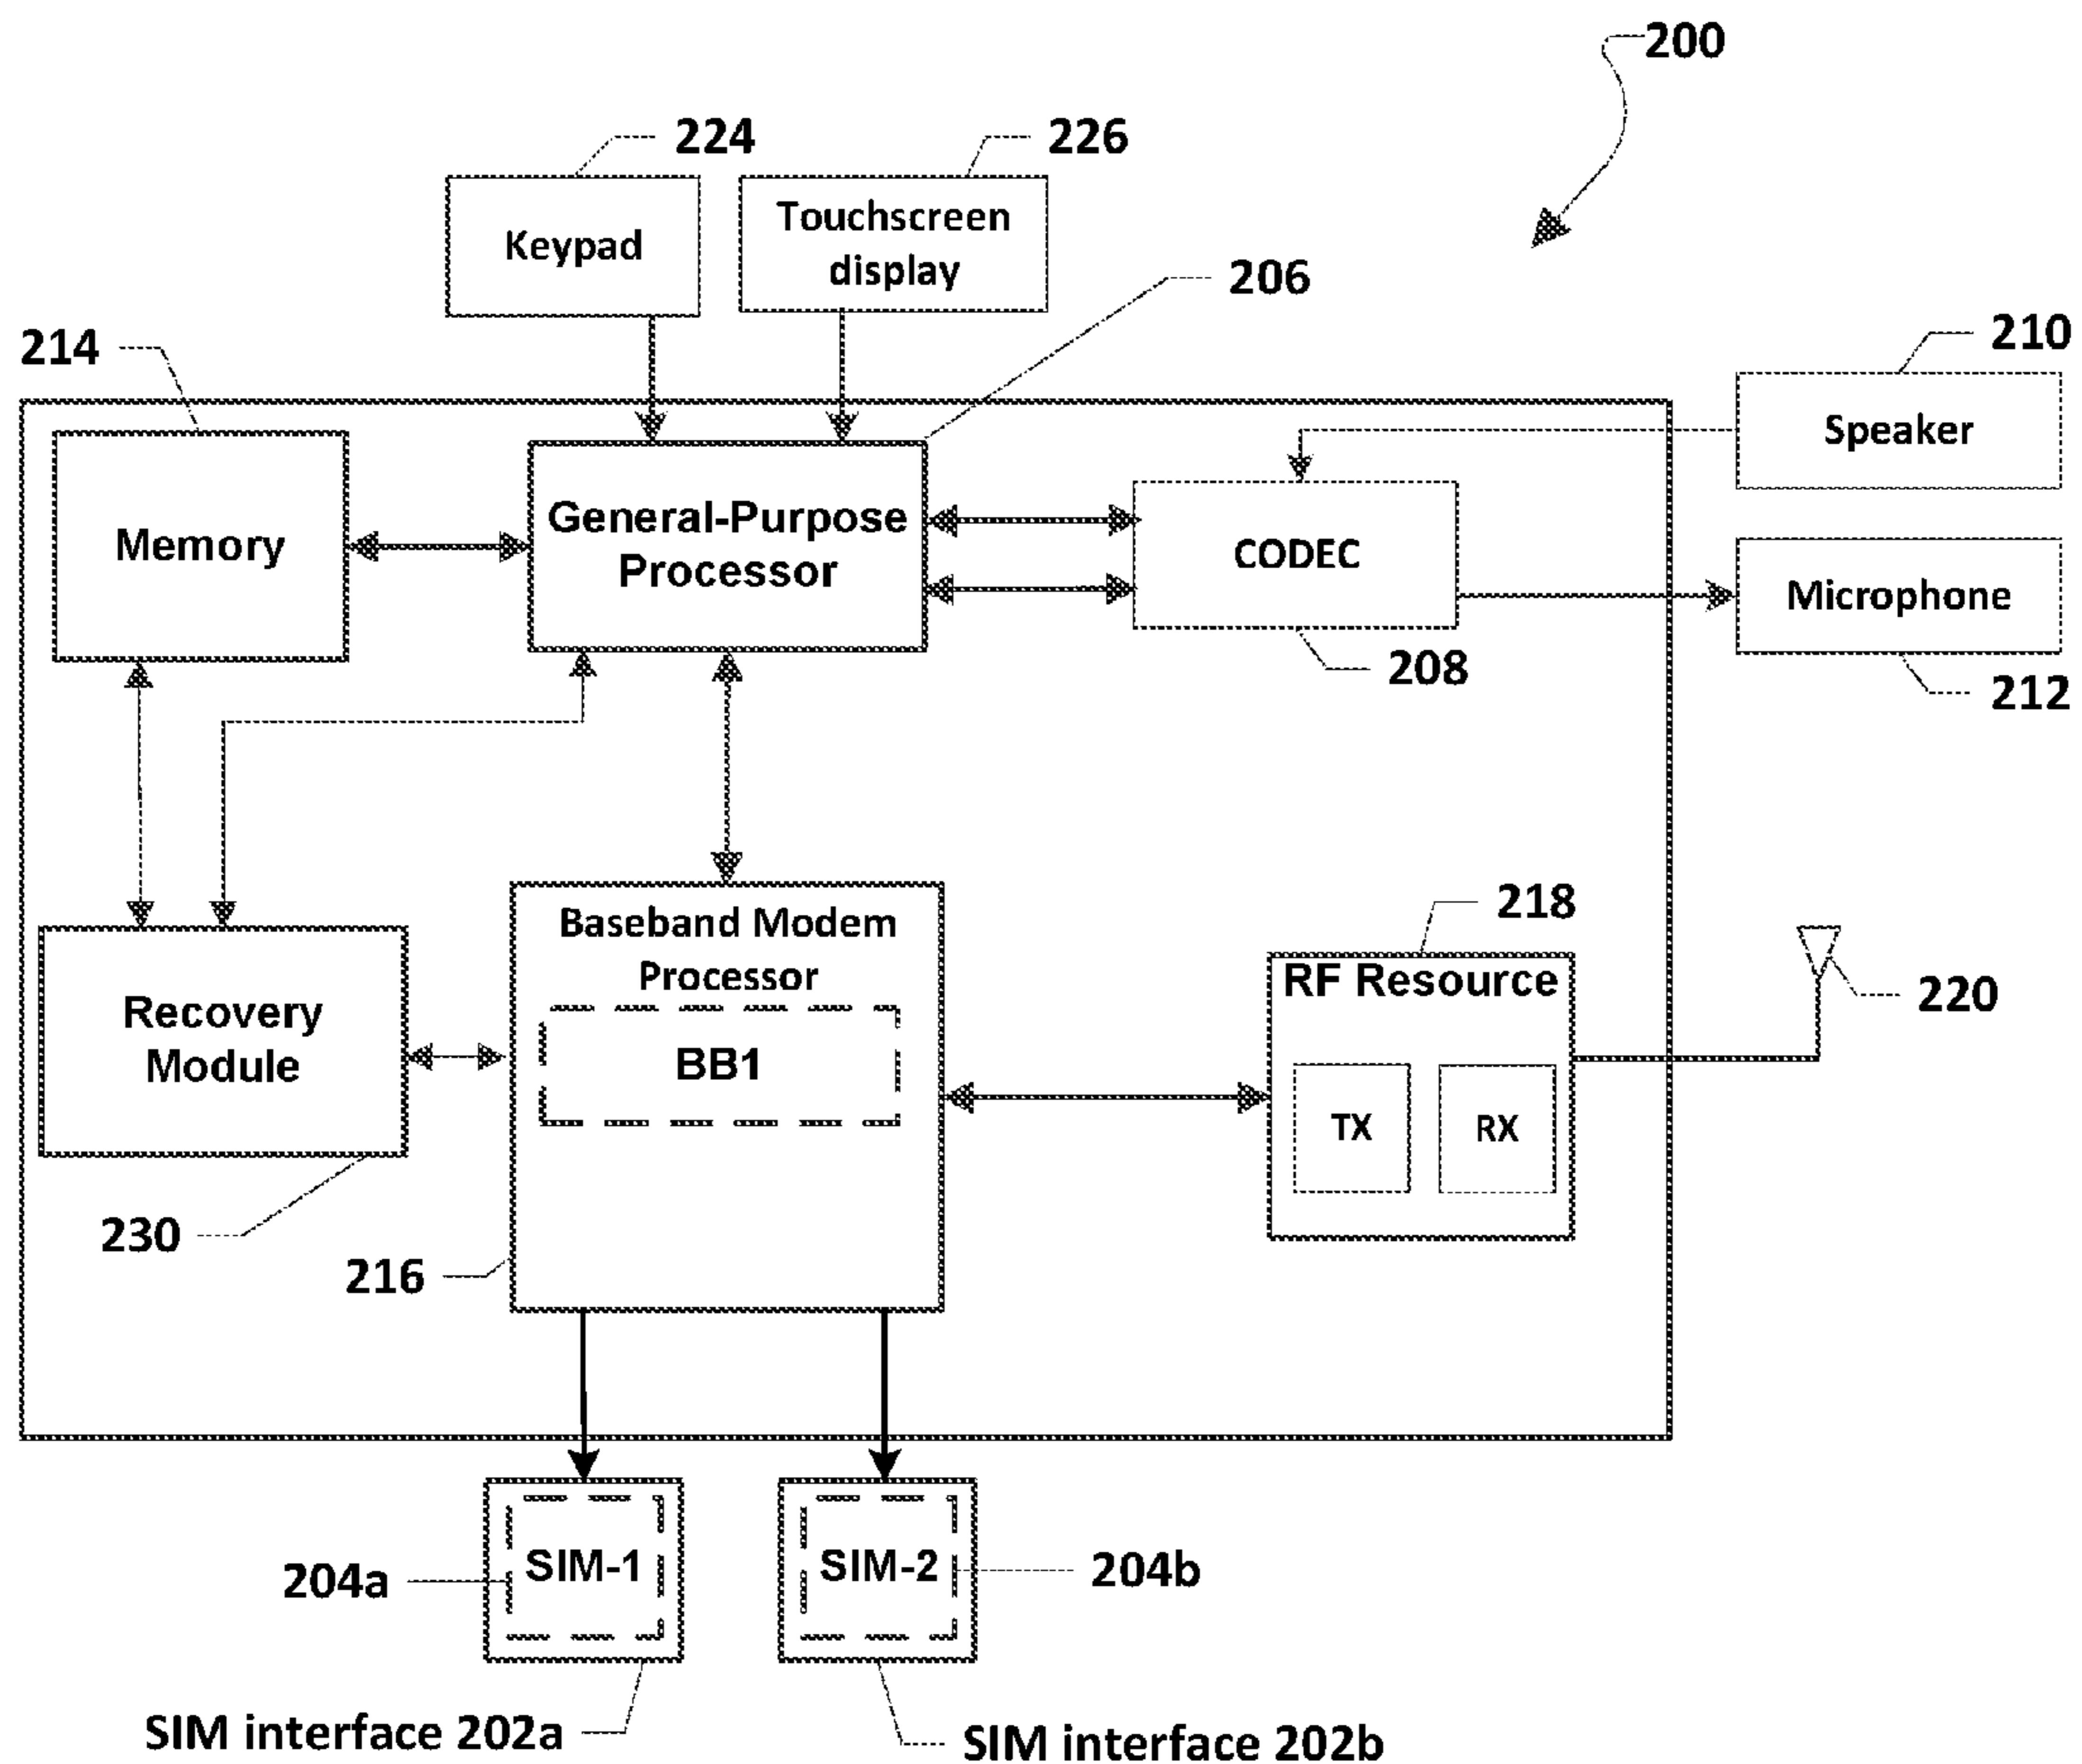 200
224
226
Keypad
Touchscreen
display
206
214
210
Speaker
Memory
General-Purpose
Processor
CODEC
Microphone
208
212
Baseband Modem
Processor
218
RF Resource
220
Recovery
Module
BB1
TX
RX
230
216
204a
SIM-1
SIM-2
204b
SIM interface 202a
SIM interface 202b